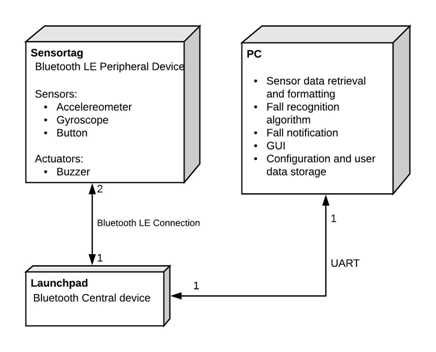 Sensortag
Bluetooth LE Peripheral Device
Sensors:
• Accelereometer
• Gyroscope
• Button
Actuators:
• Buzzer
PC
• Sensor data retrieval
and formatting
• Fall recognition
algorithm
• Fall notification
• GUI
• Configuration and user
data storage
2
Bluetooth LE Connection
1
1
UART
Launchpad
Bluetooth Central device
1